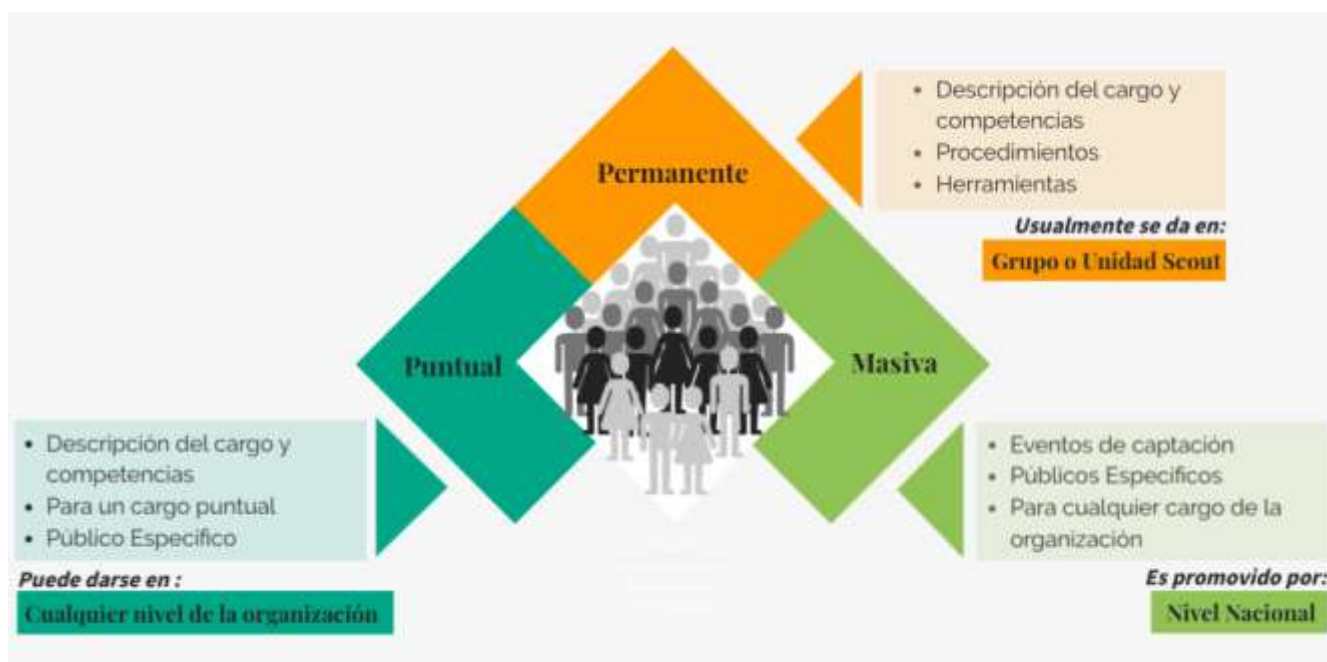 Permanente
• Descripción del cargo y
competencias
• Procedimientos
• Herramientas
Usualmente se da en:
Grupo o Unidad Scout
Puntual
• Descripción del cargo y
competencias
• Para un cargo puntual
• Público Específico
Puede darse en :
Cualquier nivel de la organización
Masiva
• Eventos de captación
• Públicos Específicos
• Para cualquier cargo de la
organización
Es promovido por:
Nivel Nacional